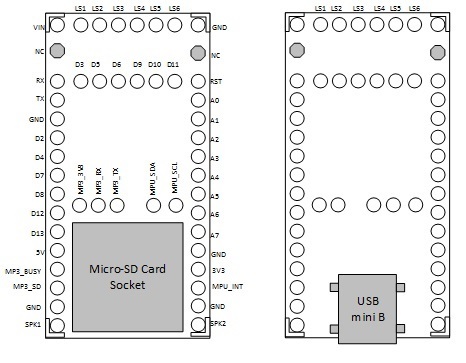 LS1 LS2 LS3 LS4 LS5 LS6
VIN GND
NC NC
D3 D5 D6 D9 D10 D11
RX RST
TX A0
GND A1
D2 A2
D4 A3
D7 A4
MP3_3V3 MP3_RX MP3_TX MPU_SDA MPU_SCL
D8 A5
D12 A6
D13 A7
5V GND
MP3_BUSY 3V3
MP3_SD MPU_INT
GND GND
SPK1 SPK2
Micro-SD Card
Socket
LS1 LS2 LS3 LS4 LS5 LS6
USB
mini B